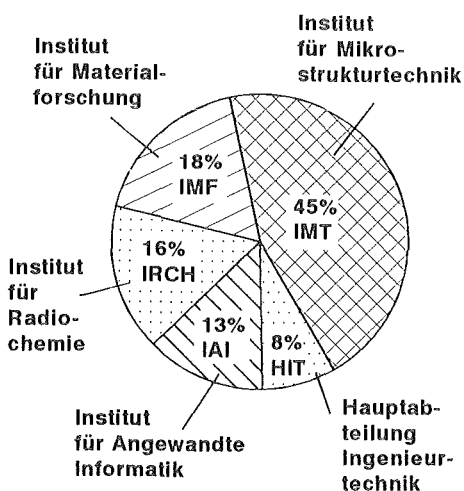 Institut
für Material-
forschung
Institut
für Mikro-
strukturtechnik
18%
IMF
45%
IMT
16%
IRCH
Institut
für
Radio-
chemie
13%
IAI
8%
HIT
Institut
für Angewandte
Informatik
Hauptab-
teilung
Ingenieur-
technik